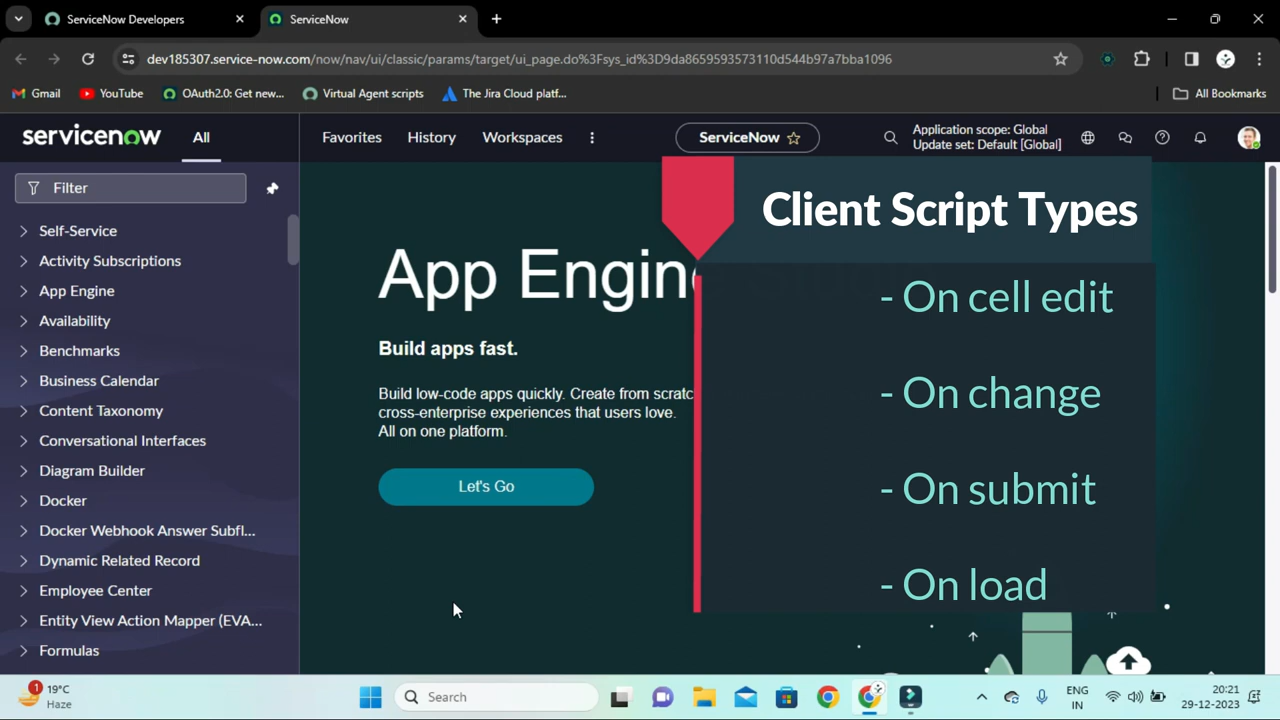 ServiceNow Developers
ServiceNow
dev185307.service-now.com/now/nav/ui/classic/params/target/ui_page.do%3Fsys_id%3D9da8659593573110d544b97a7bba1096
Gmail
YouTube
OAuth2.0: Get new...
Virtual Agent scripts
The Jira Cloud platf...
All Bookmarks
servicenow
All
Favorites
History
Workspaces
ServiceNow
Application scope: Global
Update set: Default [Global]
Filter
Self-Service
Activity Subscriptions
App Engine
Availability
Benchmarks
Business Calendar
Content Taxonomy
Conversational Interfaces
Diagram Builder
Docker
Docker Webhook Answer Subfl...
Dynamic Related Record
Employee Center
Entity View Action Mapper (EVA...
Formulas
App Engin
Build apps fast.
Build low-code apps quickly. Create from scratc
cross-enterprise experiences that users love.
All on one platform.
Let's Go
Client Script Types
- On cell edit
- On change
- On submit
- On load
1
19°C
Haze
Search
ENG
IN
20:21
29-12-2023